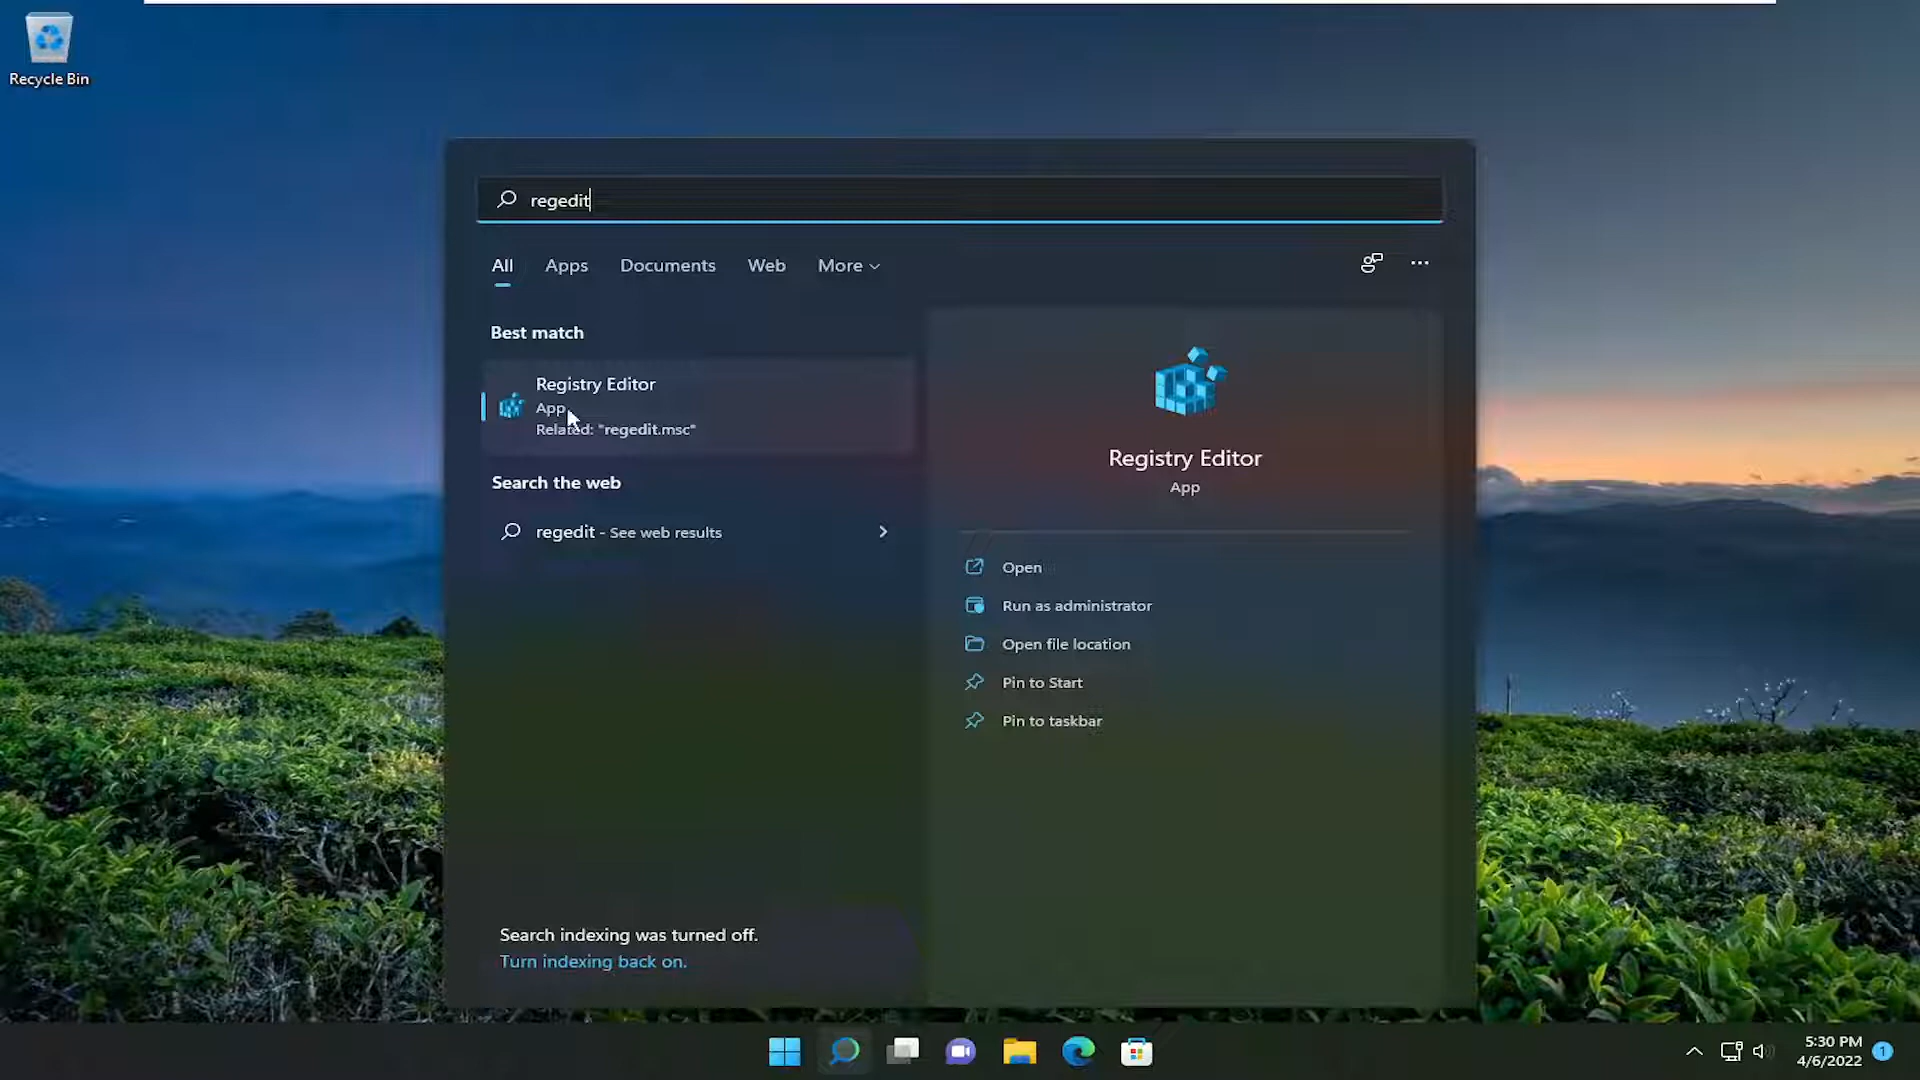 Recycle Bin
regedit
All Apps Documents Web More
Best match
Registry Editor
App
Related: "regedit.msc"
Search the web
regedit - See web results
Registry Editor
App
Open
Run as administrator
Open file location
Pin to Start
Pin to taskbar
Search indexing was turned off.
Turn indexing back on.
5:30 PM
4/6/2022
1